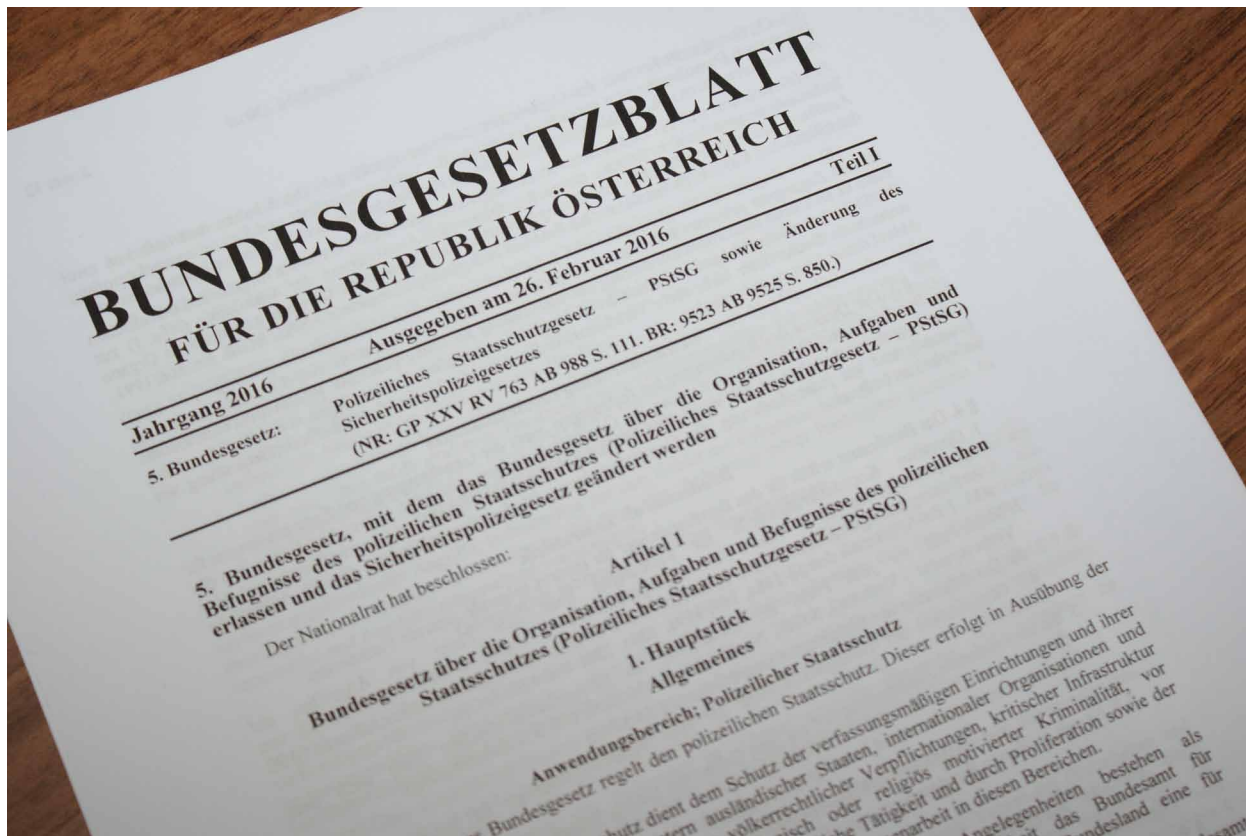 BUNDESGESETZBLATT
FÜR DIE REPUBLIK ÖSTERREICH
Jahrgang 2016 Ausgegeben am 26. Februar 2016 Teil I
5. Bundesgesetz: Polizeiliches Staatsschutzgesetz – PStSG sowie Änderung des
Sicherheitspolizeigesetzes
(NR: GP XXV RV 763 AB 988 S. 111. BR: 9523 AB 9525 S. 850.)
5. Bundesgesetz, mit dem das Bundesgesetz über die Organisation, Aufgaben und
Befugnisse des polizeilichen Staatsschutzes (Polizeiliches Staatsschutzgesetz – PStSG)
erlassen und das Sicherheitspolizeigesetz geändert werden
Der Nationalrat hat beschlossen:
Artikel 1
Bundesgesetz über die Organisation, Aufgaben und Befugnisse des polizeilichen
Staatsschutzes (Polizeiliches Staatsschutzgesetz – PStSG)
1. Hauptstück
Allgemeines
Anwendungsbereich; Polizeilicher Staatsschutz
Bundesgesetz regelt den polizeilichen Staatsschutz. Dieser erfolgt in Ausübung der
dient dem Schutz der verfassungsmäßigen Einrichtungen und ihrer
ausländischer Staaten, internationaler Organisationen und
völkerrechtlicher Verpflichtungen, kritischer Infrastruktur
oder religiös motivierter Kriminalität, vor
Tätigkeit und durch Proliferation sowie der
in diesen Bereichen.
bestehen als
das Bundesamt für
eine für